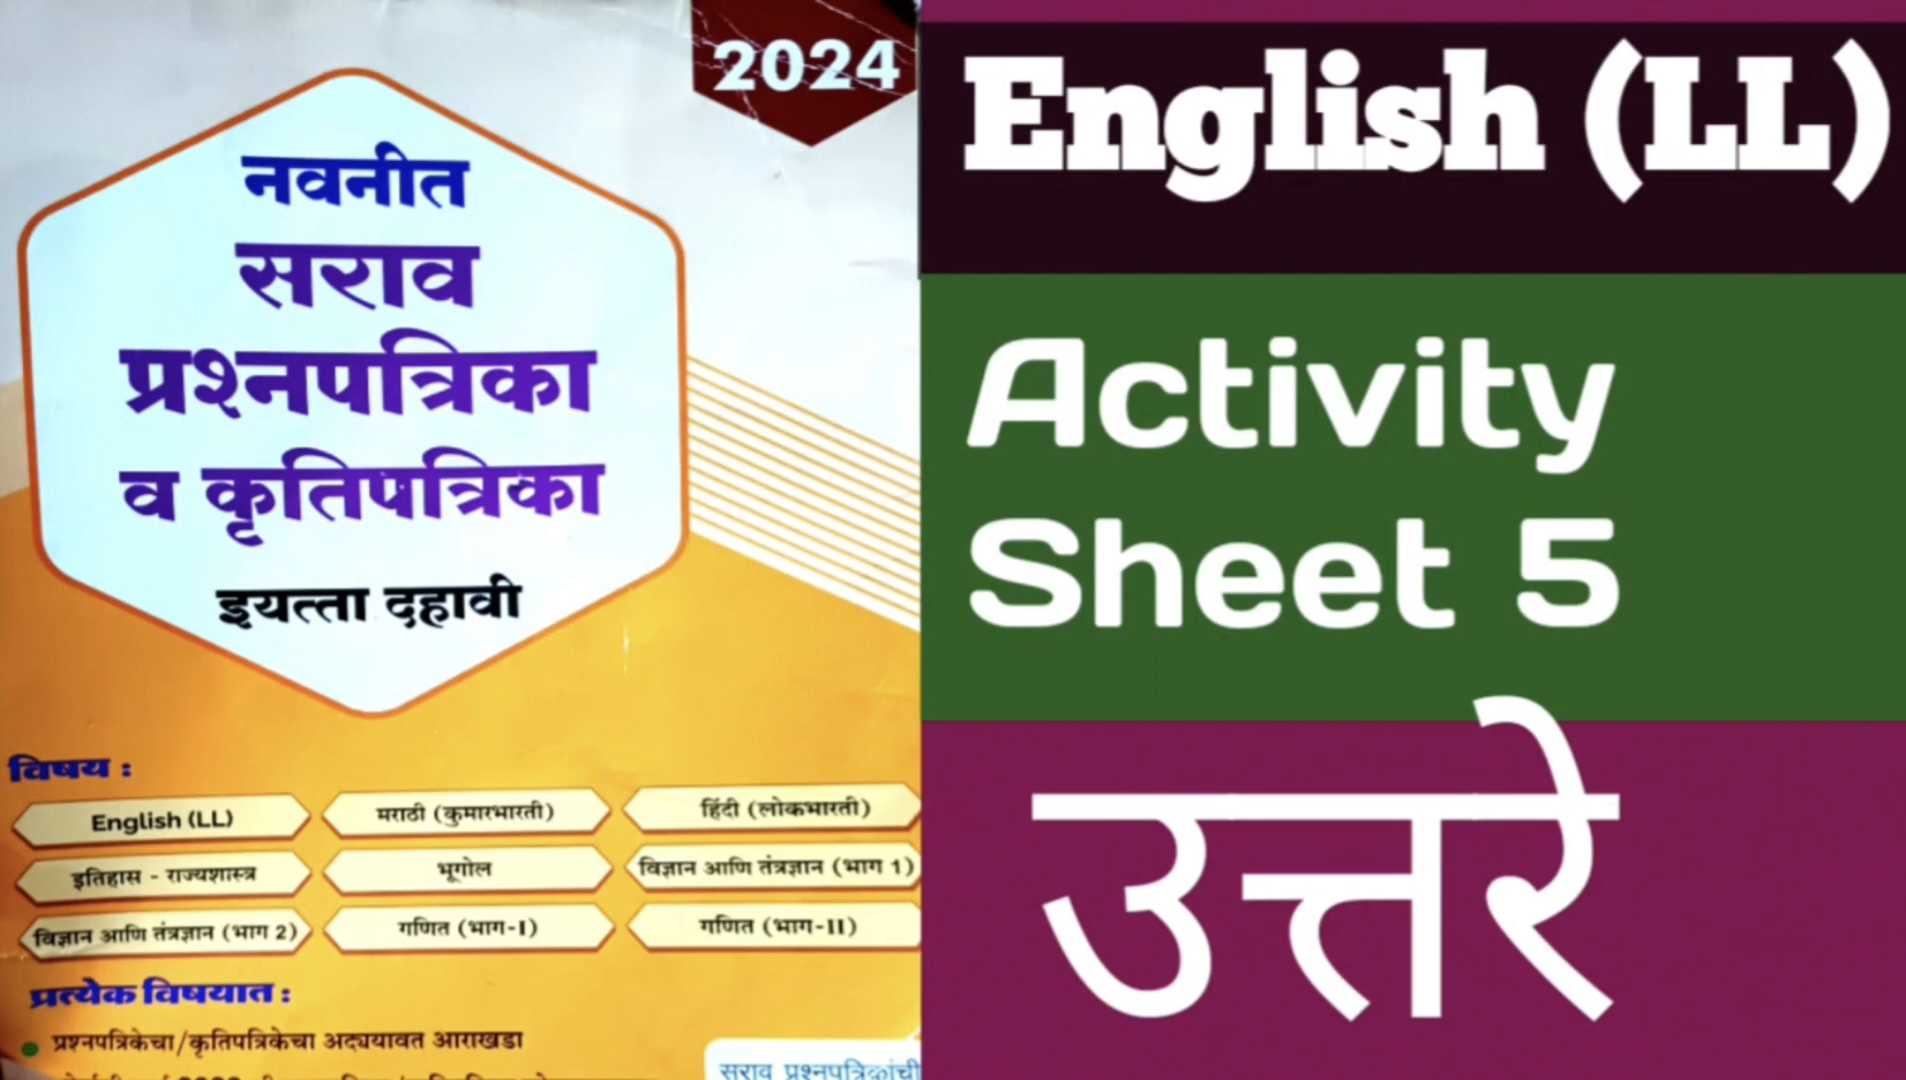 2024
नवनीत
सराव
प्रश्नपत्रिका
व कृतिपत्रिका
इयत्ता दहावी
विषय :
English (LL)
मराठी (कुमारभारती)
हिंदी (लोकभारती)
इतिहास - राज्यशास्त्र
भूगोल
विज्ञान आणि तंत्रज्ञान (भाग 1)
विज्ञान आणि तंत्रज्ञान (भाग 2)
गणित (भाग-I)
गणित (भाग-II)
प्रत्येक विषयात :
प्रश्नपत्रिकेचा/कृतिपत्रिकेचा अद्ययावत आराखडा
सराव प्रश्नपत्रिकांची
English (LL)
Activity
Sheet 5
उत्तरे